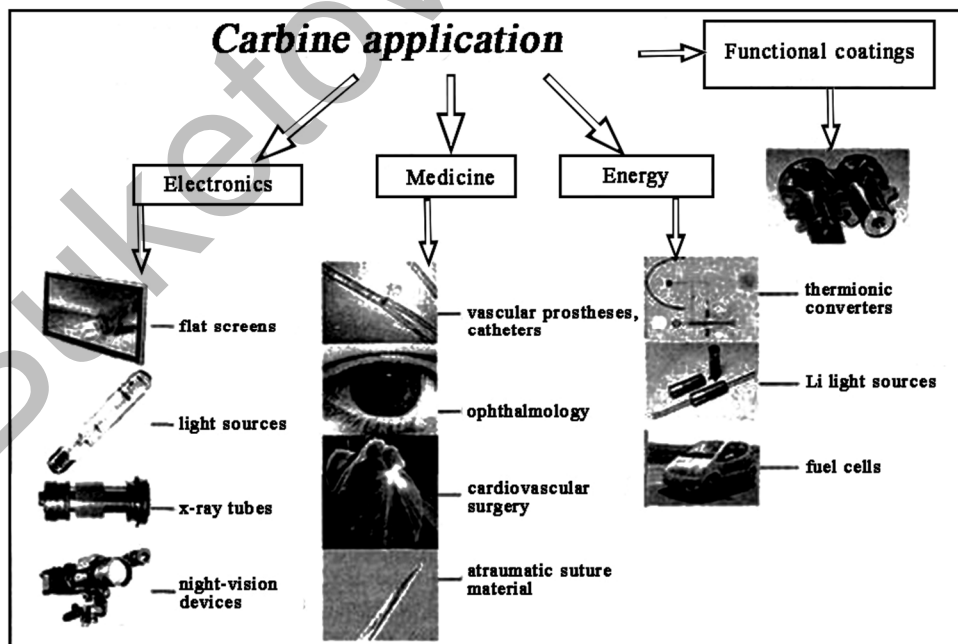 Carbine application
Functional coatings
Electronics
Medicine
Energy
flat screens
light sources
x-ray tubes
night-vision
devices
vascular prostheses,
catheters
ophthalmology
cardiovascular
surgery
atraumatic suture
material
thermionic
converters
Li light sources
fuel cells